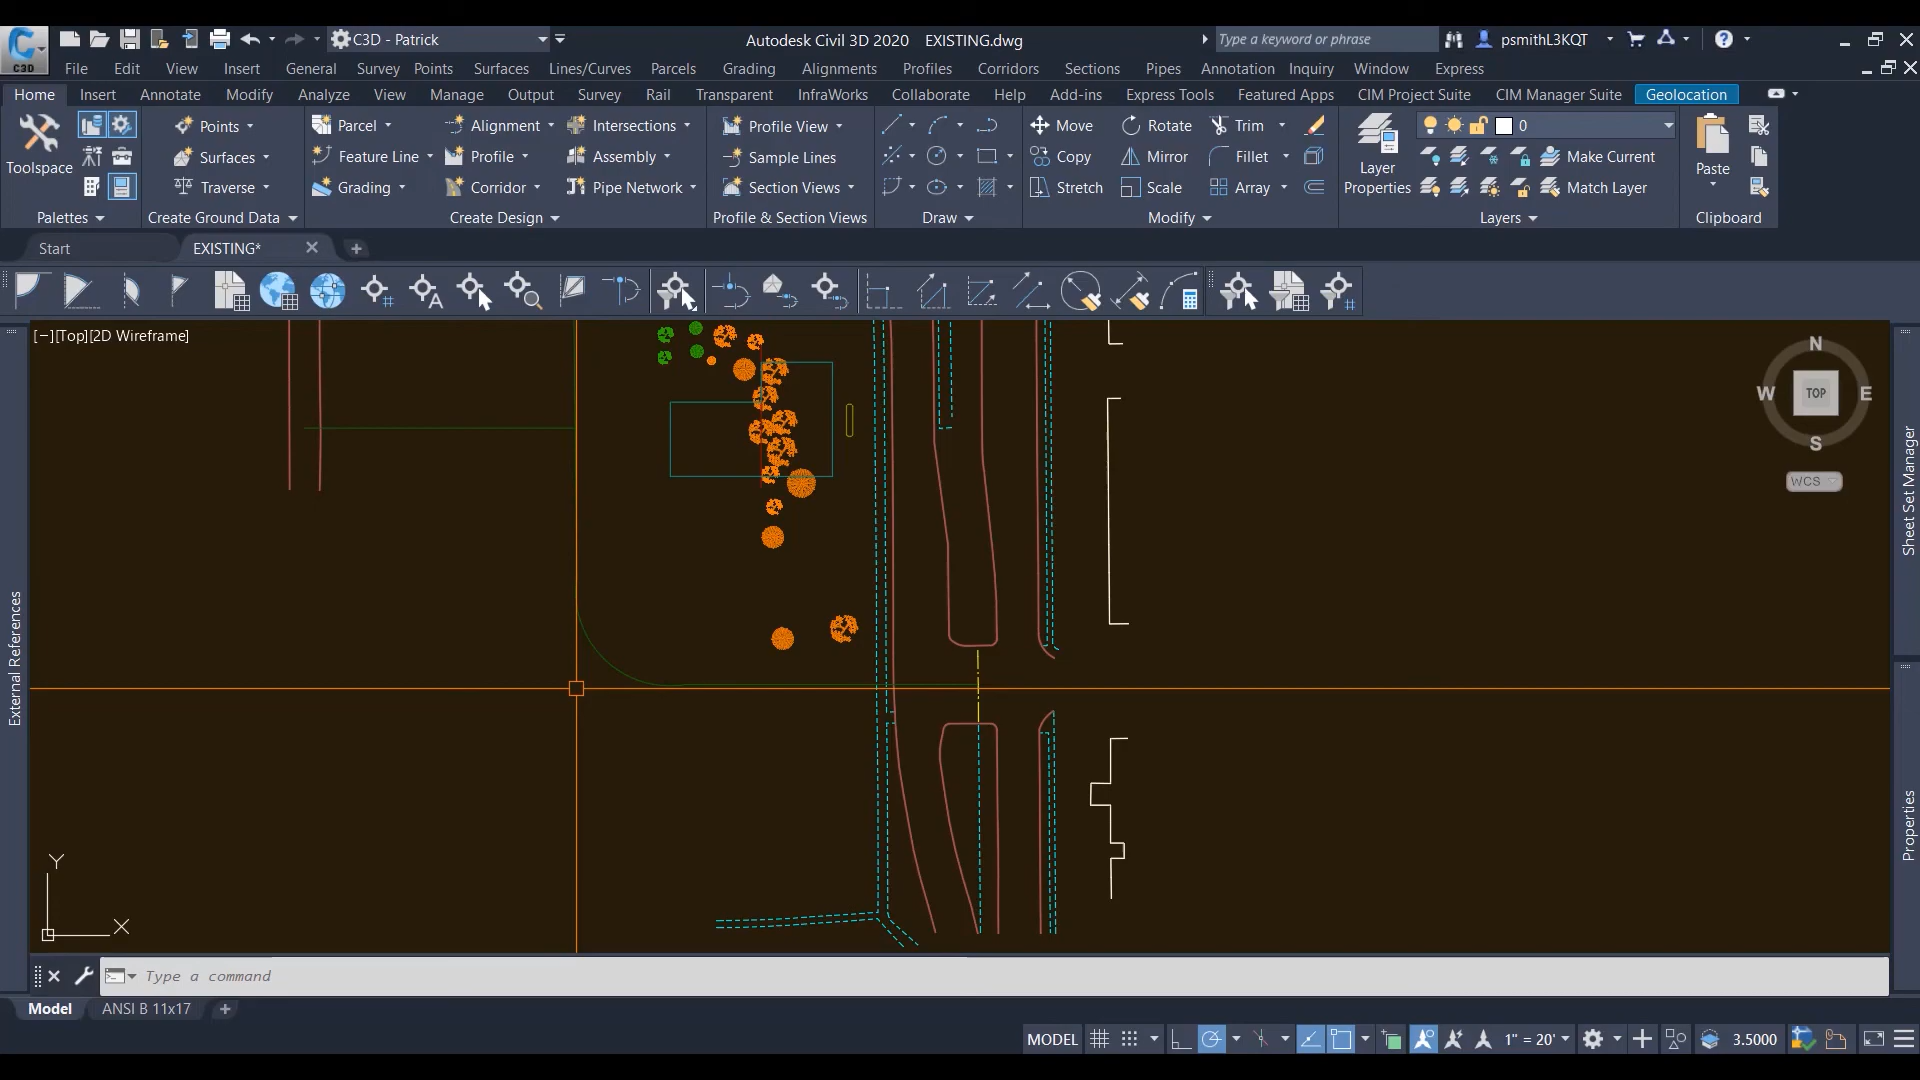 C3D
C3D - Patrick
Autodesk Civil 3D 2020 EXISTING.dwg
Type a keyword or phrase
psmithL3KQT
File Edit View Insert General Survey Points Surfaces Lines/Curves Parcels Grading Alignments Profiles Corridors Sections Pipes Annotation Inquiry Window Express
Home Insert Annotate Modify Analyze View Manage Output Survey Rail Transparent InfraWorks Collaborate Help Add-ins Express Tools Featured Apps CIM Project Suite CIM Manager Suite Geolocation
Points Parcel Alignment Intersections Profile View Move Rotate Trim 0
Toolspace Surfaces Feature Line Profile Assembly Sample Lines Copy Mirror Fillet Layer Properties Make Current Paste
Traverse Grading Corridor Pipe Network Section Views Stretch Scale Array Match Layer
Palettes Create Ground Data Create Design Profile & Section Views Draw Modify Layers Clipboard
Start EXISTING*
[−][Top][2D Wireframe]
N
W TOP E
S
WCS
External References
Sheet Set Manager
Properties
Y
X
Type a command
Model ANSI B 11x17
MODEL 1" = 20' 3.5000